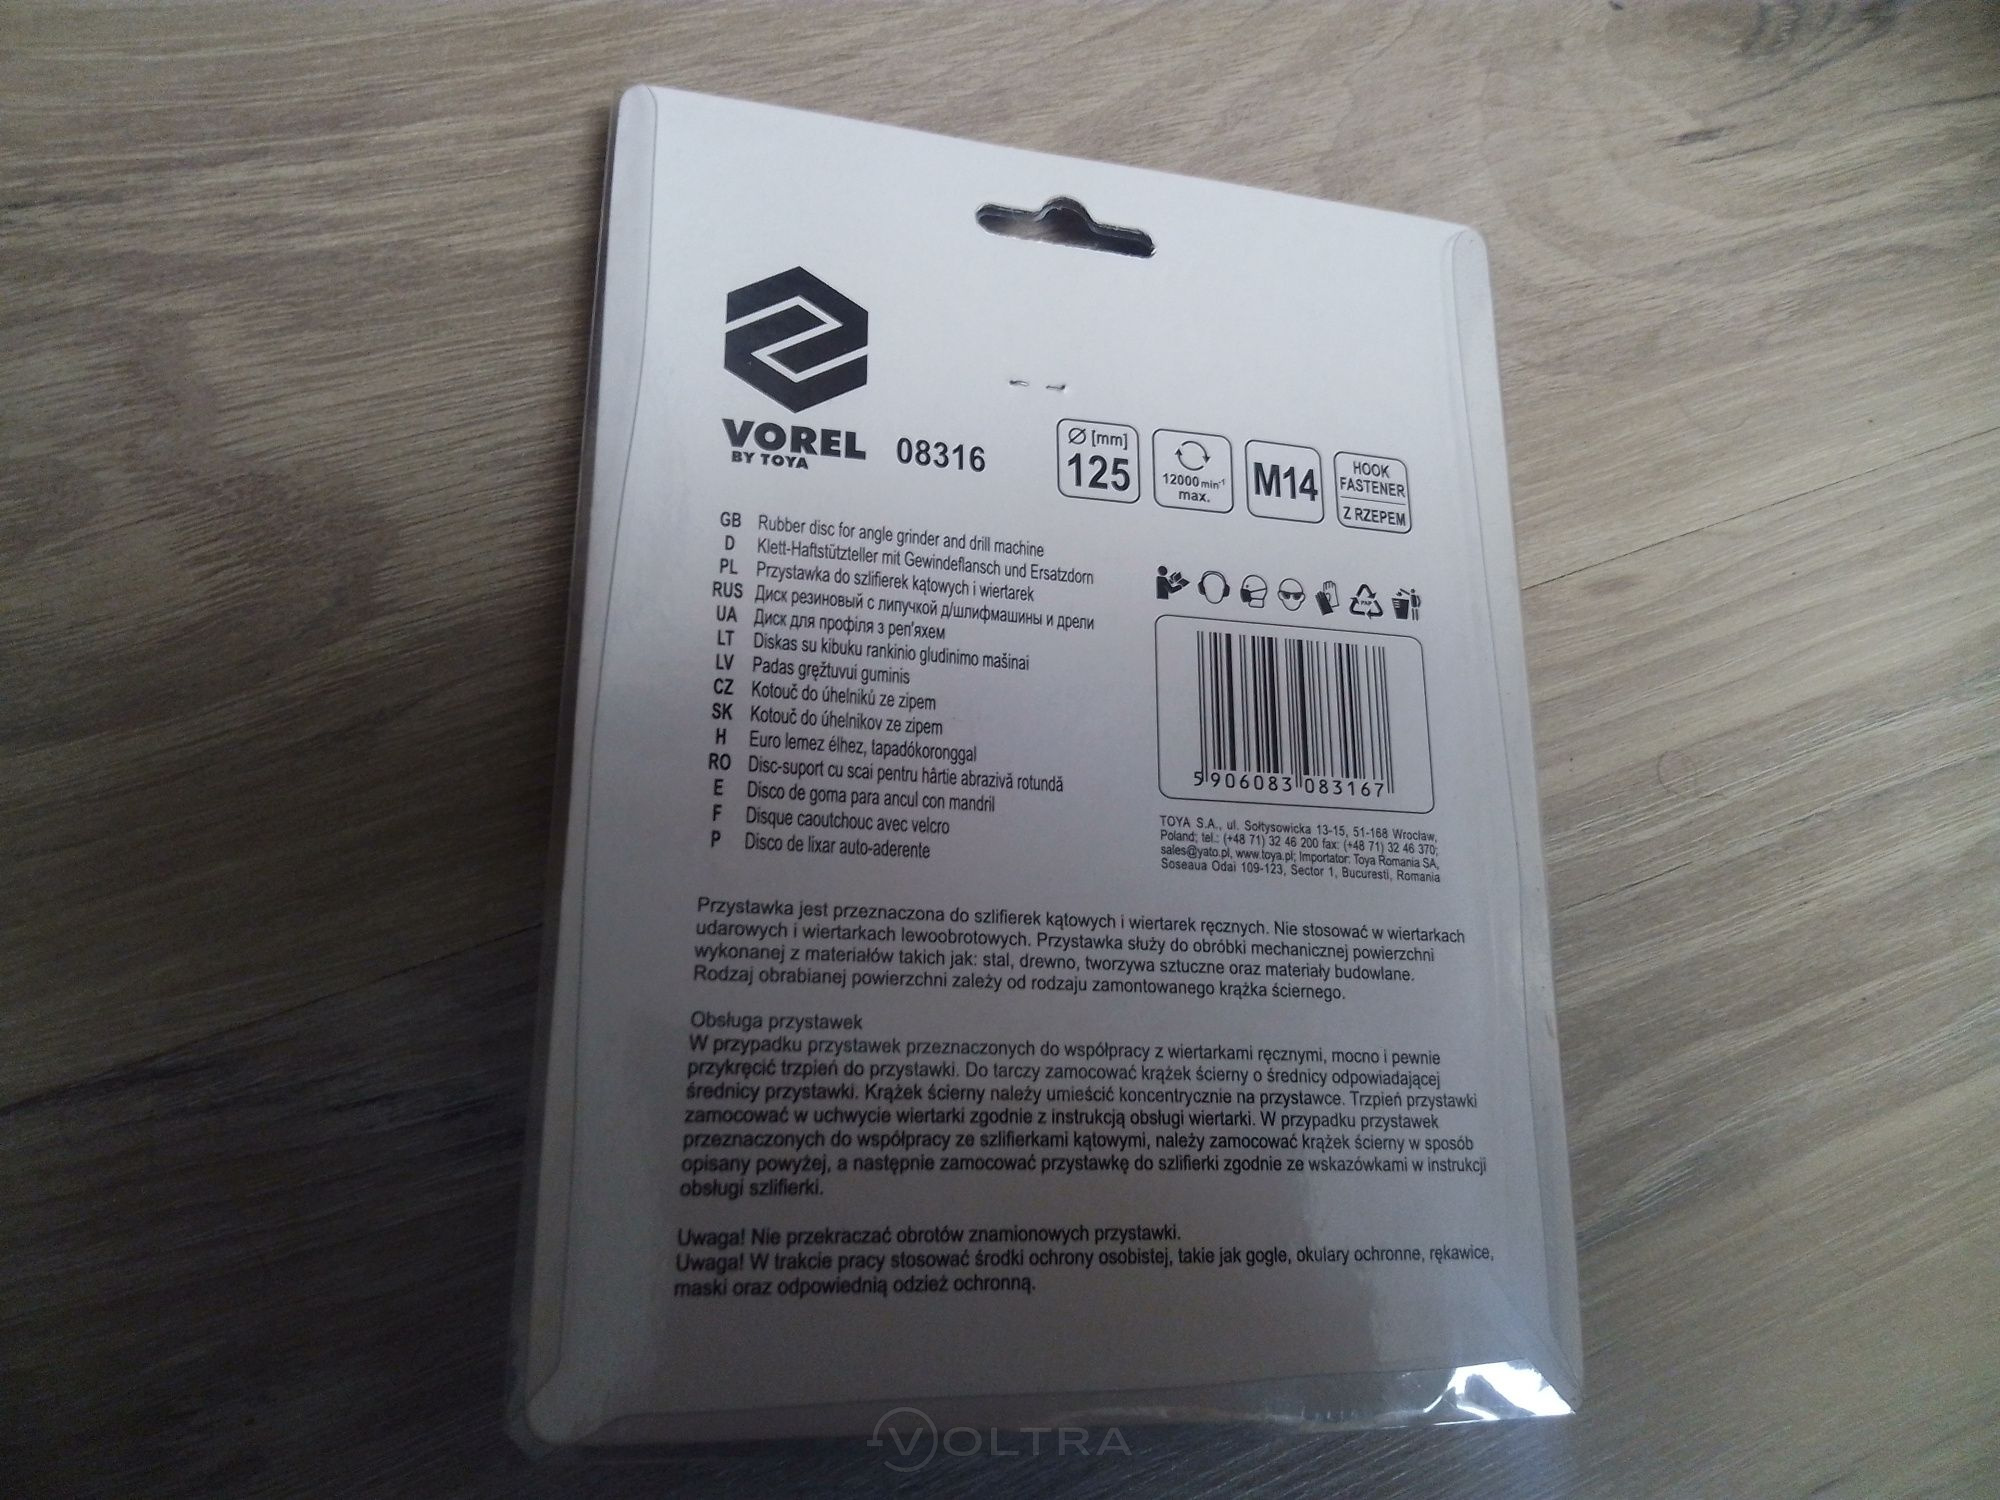 VOREL
BY TOYA
08316
Ø [mm]
125
12000min-1
max.
M14
HOOK
FASTENER
Z RZEPEM
GB Rubber disc for angle grinder and drill machine
D Klett-Haftstützteller mit Gewindeflansch und Ersatzdorn
PL Przystawka do szlifierek kątowych i wiertarek
RUS Диск резиновый с липучкой д/шлифмашины и дрели
UA Диск для профіля з реп'яхем
LT Diskas su kibuku rankinio gludinimo mašinai
LV Padas gręžtuvui guminis
CZ Kotouč do úhelníků ze zipem
SK Kotouč do úhelnikov ze zipem
H Euro lemez élhez, tapadókoronggal
RO Disc-suport cu scai pentru hârtie abrazivă rotundă
E Disco de goma para ancul con mandril
F Disque caoutchouc avec velcro
P Disco de lixar auto-aderente
PAP
5 906083 083167
TOYA S.A., ul. Sołtysowicka 13-15, 51-168 Wrocław,
Poland; tel.: (+48 71) 32 46 200 fax: (+48 71) 32 46 370;
sales@yato.pl, www.toya.pl; Importator: Toya Romania SA,
Soseaua Odai 109-123, Sector 1, Bucuresti, Romania
Przystawka jest przeznaczona do szlifierek kątowych i wiertarek ręcznych. Nie stosować w wiertarkach
udarowych i wiertarkach lewoobrotowych. Przystawka służy do obróbki mechanicznej powierzchni
wykonanej z materiałów takich jak: stal, drewno, tworzywa sztuczne oraz materiały budowlane.
Rodzaj obrabianej powierzchni zależy od rodzaju zamontowanego krążka ściernego.
Obsługa przystawek
W przypadku przystawek przeznaczonych do współpracy z wiertarkami ręcznymi, mocno i pewnie
przykręcić trzpień do przystawki. Do tarczy zamocować krążek ścierny o średnicy odpowiadającej
średnicy przystawki. Krążek ścierny należy umieścić koncentrycznie na przystawce. Trzpień przystawki
zamocować w uchwycie wiertarki zgodnie z instrukcją obsługi wiertarki. W przypadku przystawek
przeznaczonych do współpracy ze szlifierkami kątowymi, należy zamocować krążek ścierny w sposób
opisany powyżej, a następnie zamocować przystawkę do szlifierki zgodnie ze wskazówkami w instrukcji
obsługi szlifierki.
Uwaga! Nie przekraczać obrotów znamionowych przystawki.
Uwaga! W trakcie pracy stosować środki ochrony osobistej, takie jak gogle, okulary ochronne, rękawice,
maski oraz odpowiednią odzież ochronną.
VOLTRA